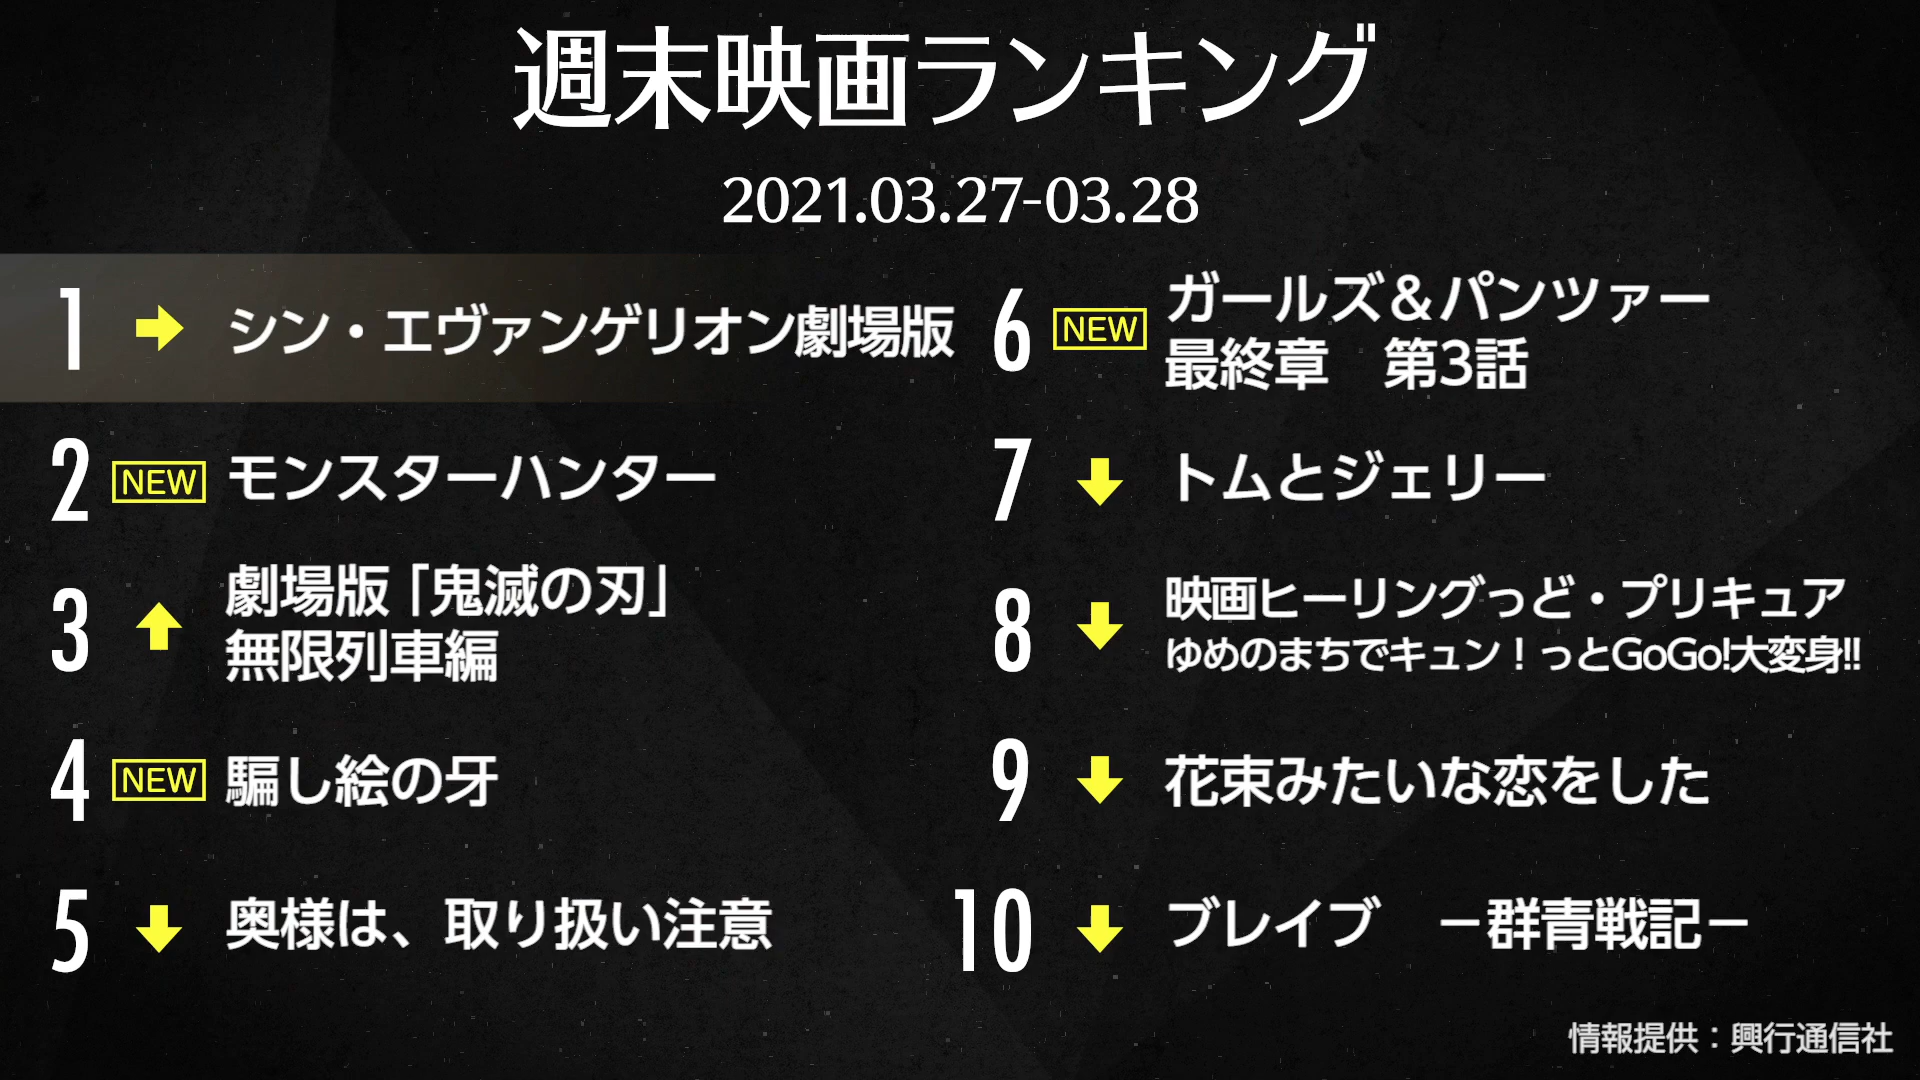 週末映画ランキング
2021.03.27-03.28
1 シン・エヴァンゲリオン劇場版
2 NEW モンスターハンター
3 劇場版「鬼滅の刃」
無限列車編
4 NEW 騙し絵の牙
5 奥様は、取り扱い注意
6 NEW ガールズ＆パンツァー
最終章　第3話
7 トムとジェリー
8 映画ヒーリングっど・プリキュア
ゆめのまちでキュン！っとGoGo!大変身!!
9 花束みたいな恋をした
10 ブレイブ　－群青戦記－
情報提供：興行通信社